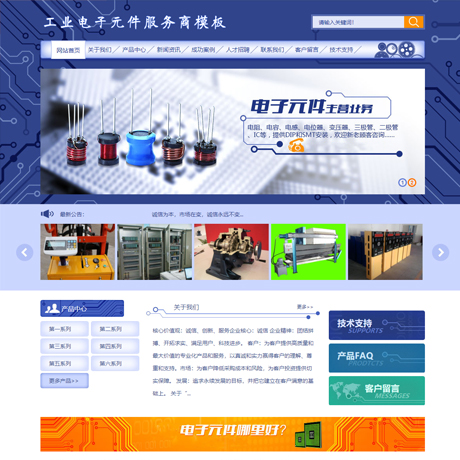 工业电子元件服务商模板
请输入关键词！
网站首页 关于我们 产品中心 新闻资讯 成功案例 人才招聘 联系我们 客户留言 技术支持
电子元件主营业务
电阻、电容、电感、电位器、变压器、三极管、二极管
、IC等，提供DIP和SMT安装，欢迎新老顾客咨询......
1 2
最新公告： 诚信为本，市场在变，诚信永远不变...
产品中心
第一系列 第二系列
第三系列 第四系列
第五系列 第六系列
更多产品>>
关于我们 更多>>
核心价值观：诚信、创新、服务企业核心：诚信 企业精神：团结拼
搏、开拓求实、满足用户、科技进步。 客户：为客户提供高质量和
最大价值的专业化产品和服务，以真诚和实力赢得客户的理解、尊
重和支持。 市场：为客户降低采购成本和风险，为客户投资提供切
实保障。 发展：追求永续发展的目标，并把它建立在客户满意的基
础上。 关于“...
技术支持
SUPPORTS
产品FAQ
PRODUCTS
客户留言
MESSAGES
电子元件哪里好?